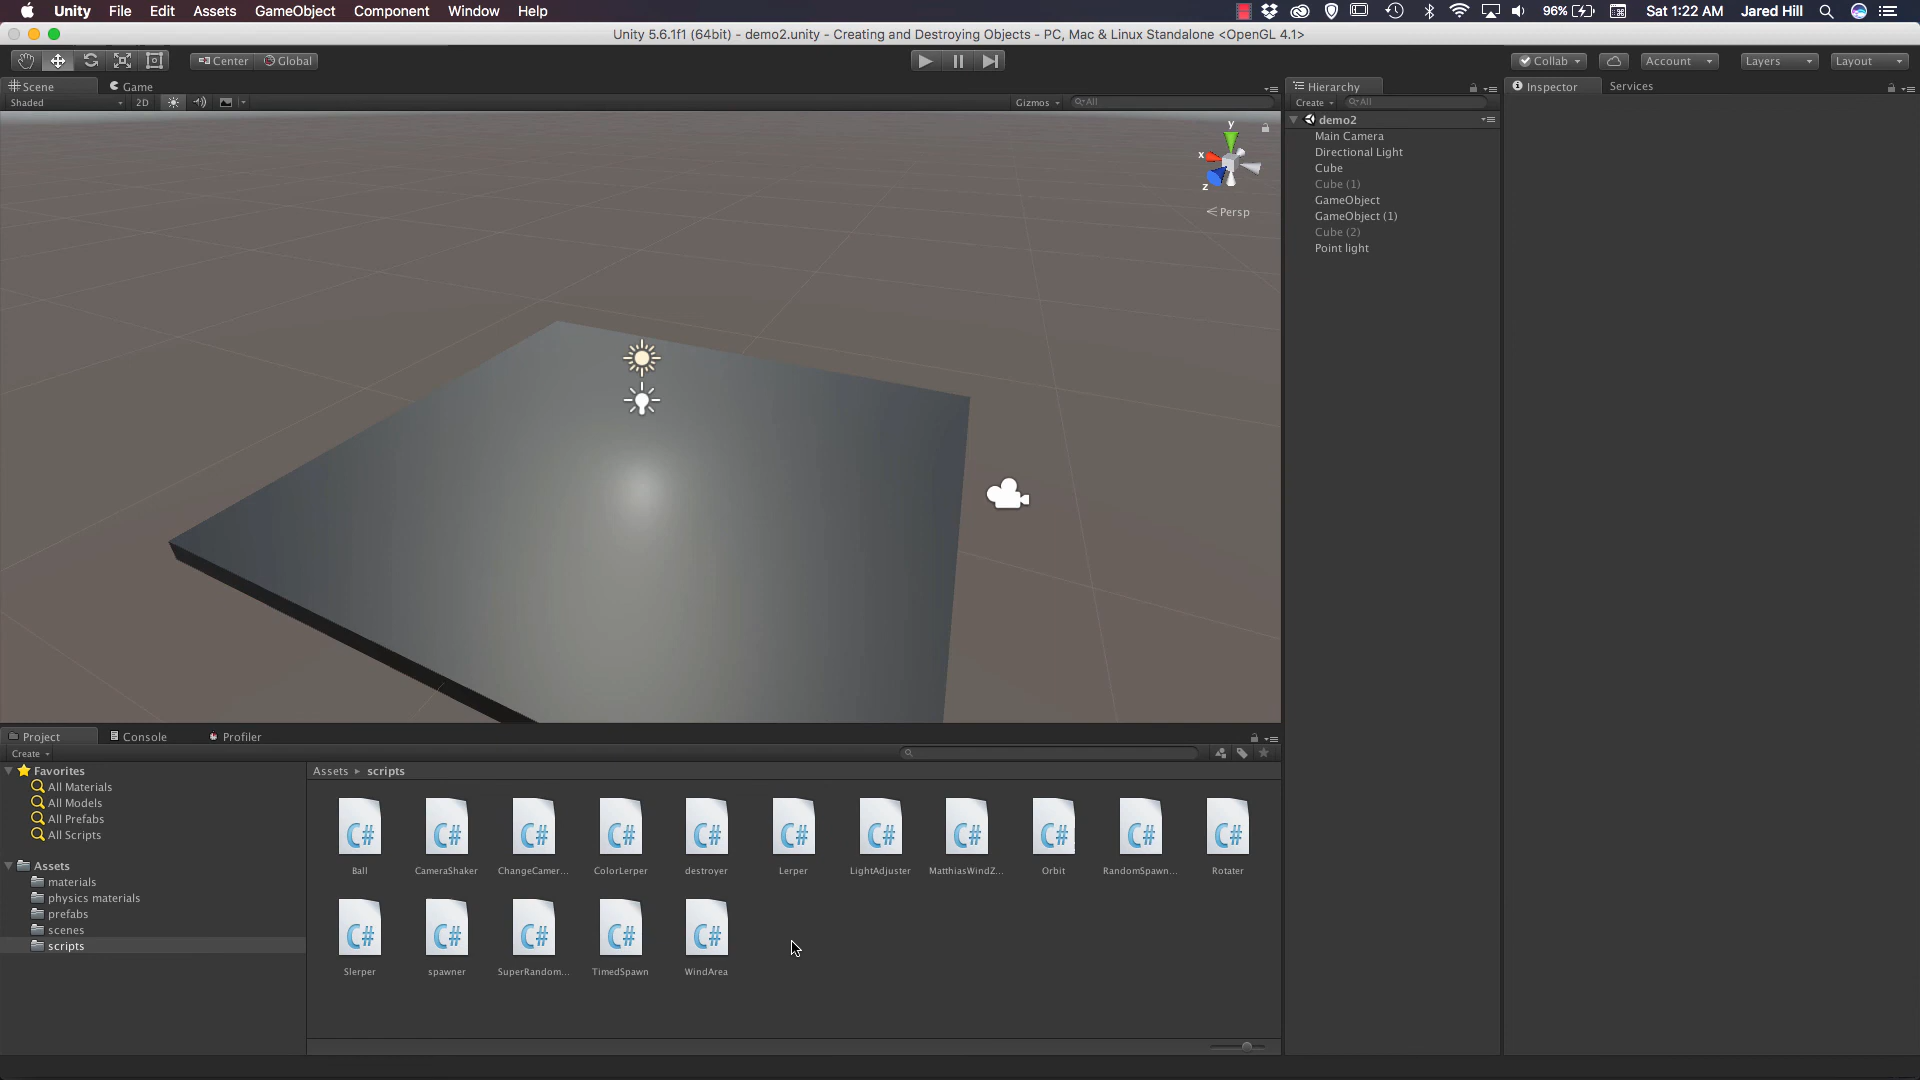 Unity File Edit Assets GameObject Component Window Help 96% Sat 1:22 AM Jared Hill
Unity 5.6.1f1 (64bit) - demo2.unity - Creating and Destroying Objects - PC, Mac & Linux Standalone <OpenGL 4.1>
Center Global Collab Account Layers Layout
Scene Game
Shaded 2D Gizmos All
y
x
z
Persp
Hierarchy
Create All
demo2
Main Camera
Directional Light
Cube
Cube (1)
GameObject
GameObject (1)
Cube (2)
Point light
Inspector Services
Project Console Profiler
Create
Favorites
All Materials
All Models
All Prefabs
All Scripts
Assets
materials
physics materials
prefabs
scenes
scripts
Assets scripts
C# C# C# C# C# C# C# C# C# C# C#
Ball CameraShaker ChangeCamer... ColorLerper destroyer Lerper LightAdjuster MatthiasWindZ... Orbit RandomSpawn... Rotater
C# C# C# C# C#
Slerper spawner SuperRandom... TimedSpawn WindArea